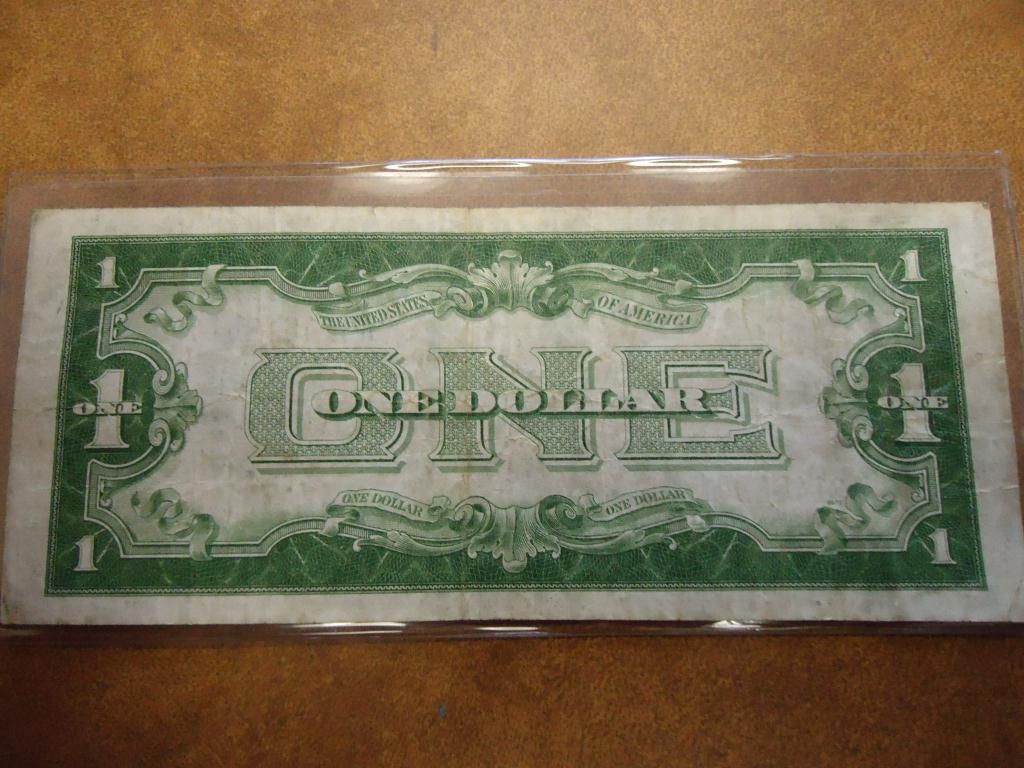 1 1
THE UNITED STATES OF AMERICA
ONE
ONE DOLLAR
1 ONE 1 ONE
ONE DOLLAR ONE DOLLAR
1 1